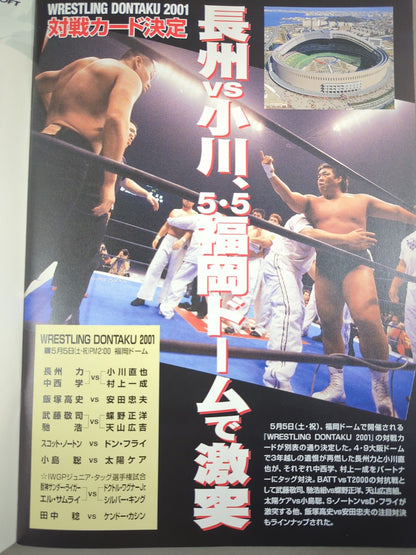 OFT
WRESTLING DONTAKU 2001
対戦カード決定
長州vs小川、5・5福岡ドームで激突
WRESTLING DONTAKU 2001
■5月5日(土・祝)PM2:00 福岡ドーム
長州 力 vs 小川直也
中西 学 村上一成
飯塚高史 vs 安田忠夫
武藤敬司 vs 蝶野正洋
馳 浩 天山広吉
スコット・ノートン vs ドン・フライ
小島 聡 vs 太陽ケア
☆IWGPジュニア・タッグ選手権試合
獣神サンダー・ライガー vs ドクトル・ワグナーJr.
エル・サムライ シルバー・キング
田中 稔 vs ケンドー・カシン
5月5日(土・祝)、福岡ドームで開催される
「WRESTLING DONTAKU 2001」の対戦カ
ードが別表の通り決定した。4・9大阪ドーム
で3年越しの遺恨が再燃した長州力と小川直
也が、それぞれ中西学、村上一成をパートナ
ーにタッグ対決。BATT vsT2000の対抗戦と
して武藤敬司、馳浩組vs蝶野正洋、天山広吉組、
太陽ケアvs小島聡、S・ノートンvsD・フライが
激突する他、飯塚高史vs安田忠夫の注目対決
もラインナップされた。